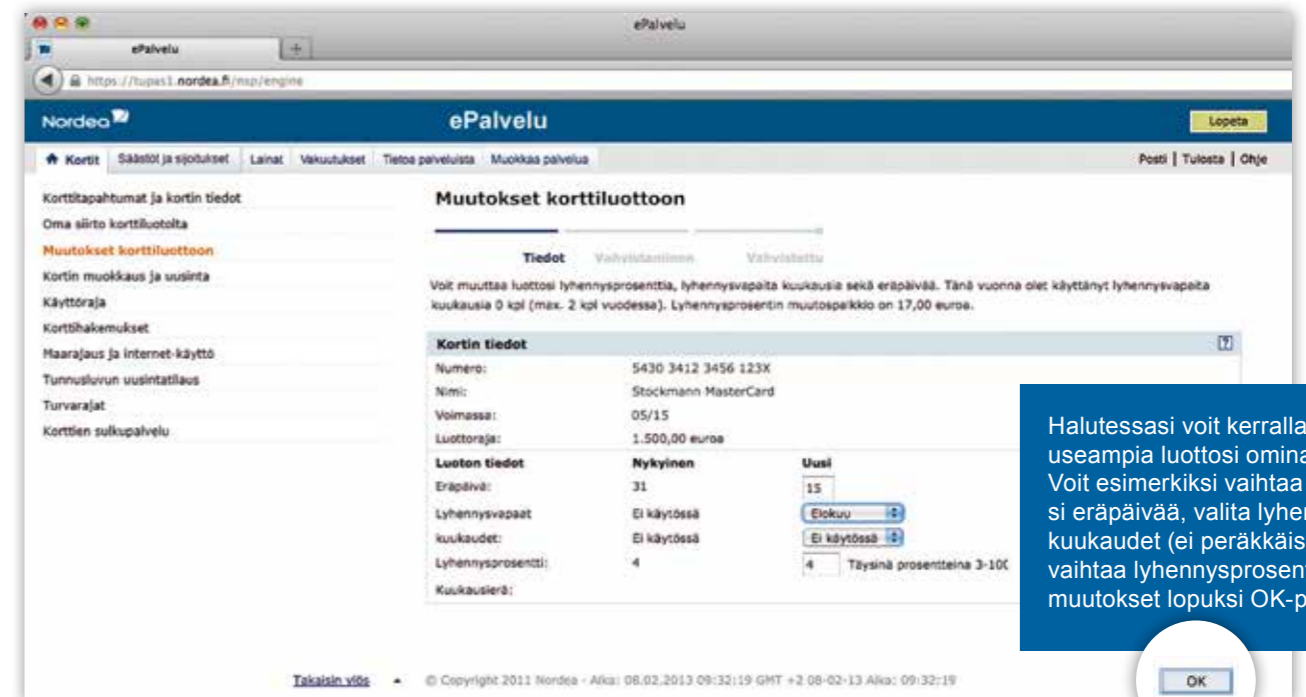 ePalvelu
ePalvelu
https://tupas1.nordea.fi/nsp/engine
Nordea ePalvelu Lopeta
Kortit Säästöt ja sijoitukset Lainat Vakuutukset Tietoa palveluista Muokkaa palvelua Posti | Tulosta | Ohje
Korttitapahtumat ja kortin tiedot
Oma siirto korttiluotolta
Muutokset korttiluottoon
Kortin muokkaus ja uusinta
Käyttöraja
Korttihakemukset
Maarajaus ja internet-käyttö
Tunnusluvun uusintatilaus
Turvarajat
Korttien sulkupalvelu
Muutokset korttiluottoon
Tiedot Vahvistaminen Vahvistettu
Voit muuttaa luottosi lyhennysprosenttia, lyhennysvapaita kuukausia sekä eräpäivää. Tänä vuonna olet käyttänyt lyhennysvapaita
kuukausia 0 kpl (max. 2 kpl vuodessa). Lyhennysprosentin muutospalkkio on 17,00 euroa.
Kortin tiedot ?
Numero: 5430 3412 3456 123X
Nimi: Stockmann MasterCard
Voimassa: 05/15
Luottoraja: 1.500,00 euroa
Luoton tiedot Nykyinen Uusi
Eräpäivä: 31 15
Lyhennysvapaat Ei käytössä Elokuu
kuukaudet: Ei käytössä Ei käytössä
Lyhennysprosentti: 4 4 Täysinä prosentteina 3-100
Kuukausierä:
Halutessasi voit kerralla
useampia luottosi omina
Voit esimerkiksi vaihtaa
si eräpäivää, valita lyhen
kuukaudet (ei peräkkäis
vaihtaa lyhennysprosent
muutokset lopuksi OK-p
OK
Takaisin ylös © Copyright 2011 Nordea - Aika: 08.02.2013 09:32:19 GMT +2 08-02-13 Aika: 09:32:19